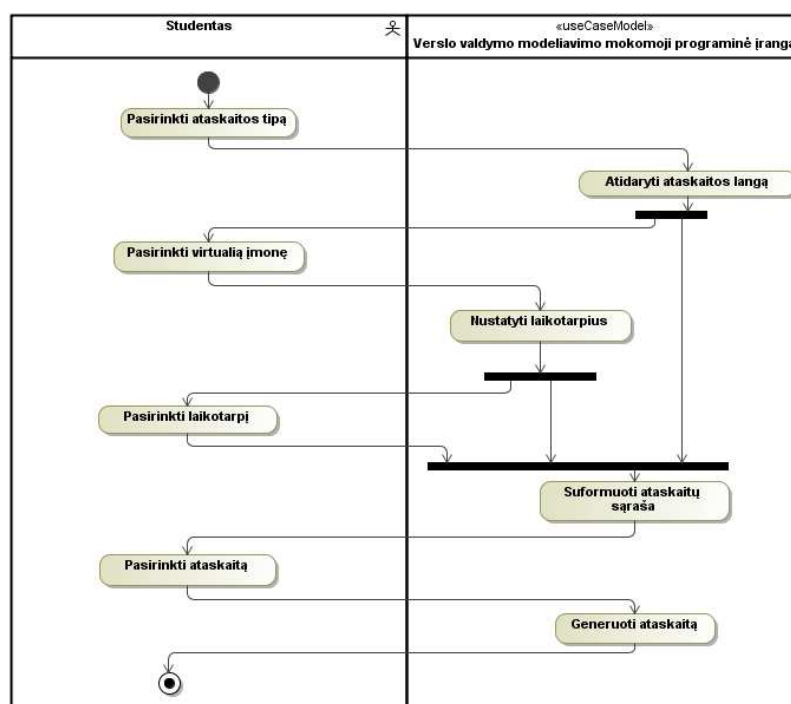 Studentas
«useCaseModel»
Verslo valdymo modeliavimo mokomoji programinė įranga
Pasirinkti ataskaitos tipą
Atidaryti ataskaitos langą
Pasirinkti virtualią įmonę
Nustatyti laikotarpius
Pasirinkti laikotarpį
Suformuoti ataskaitų
sąraša
Pasirinkti ataskaitą
Generuoti ataskaitą